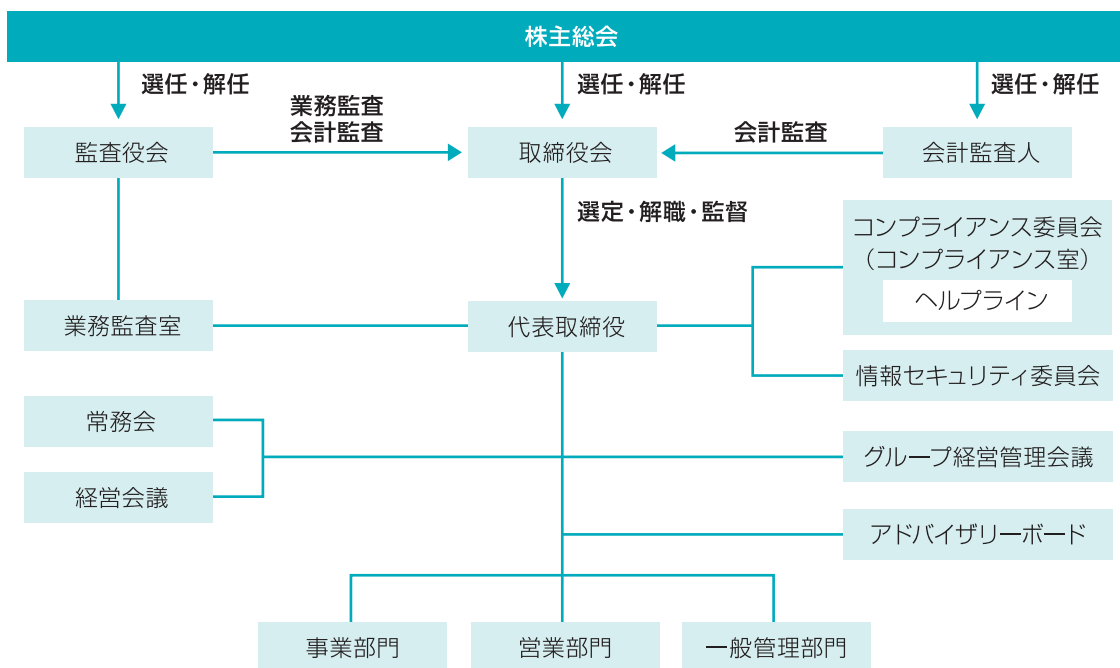 株主総会
選任・解任
選任・解任
選任・解任
業務監査
会計監査
会計監査
監査役会
取締役会
会計監査人
選定・解職・監督
コンプライアンス委員会
（コンプライアンス室）
ヘルプライン
業務監査室
代表取締役
情報セキュリティ委員会
常務会
グループ経営管理会議
経営会議
アドバイザリーボード
事業部門
営業部門
一般管理部門